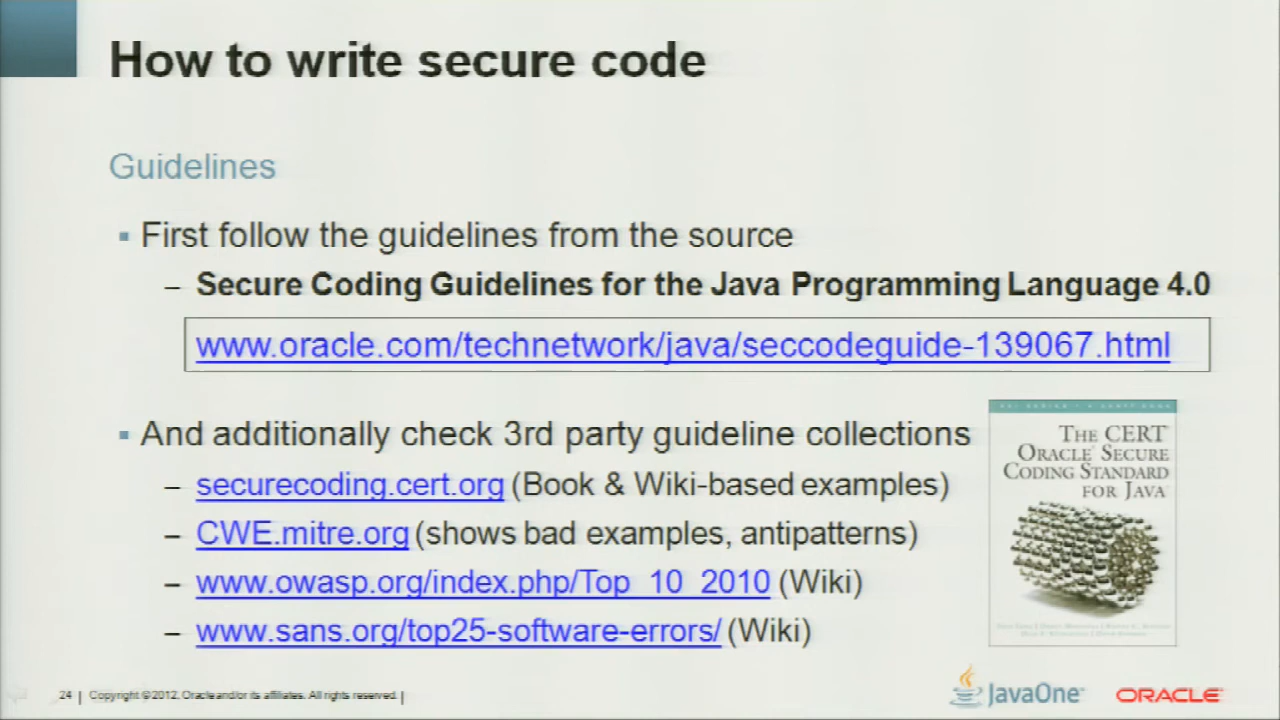 How to write secure code
Guidelines
▪ First follow the guidelines from the source
– Secure Coding Guidelines for the Java Programming Language 4.0
www.oracle.com/technetwork/java/seccodeguide-139067.html
▪ And additionally check 3rd party guideline collections
– securecoding.cert.org (Book & Wiki-based examples)
– CWE.mitre.org (shows bad examples, antipatterns)
– www.owasp.org/index.php/Top_10_2010 (Wiki)
– www.sans.org/top25-software-errors/ (Wiki)
THE CERT®
ORACLE® SECURE
CODING STANDARD
FOR JAVA™
24 | Copyright © 2012, Oracle and/or its affiliates. All rights reserved. |
JavaOne™
ORACLE®